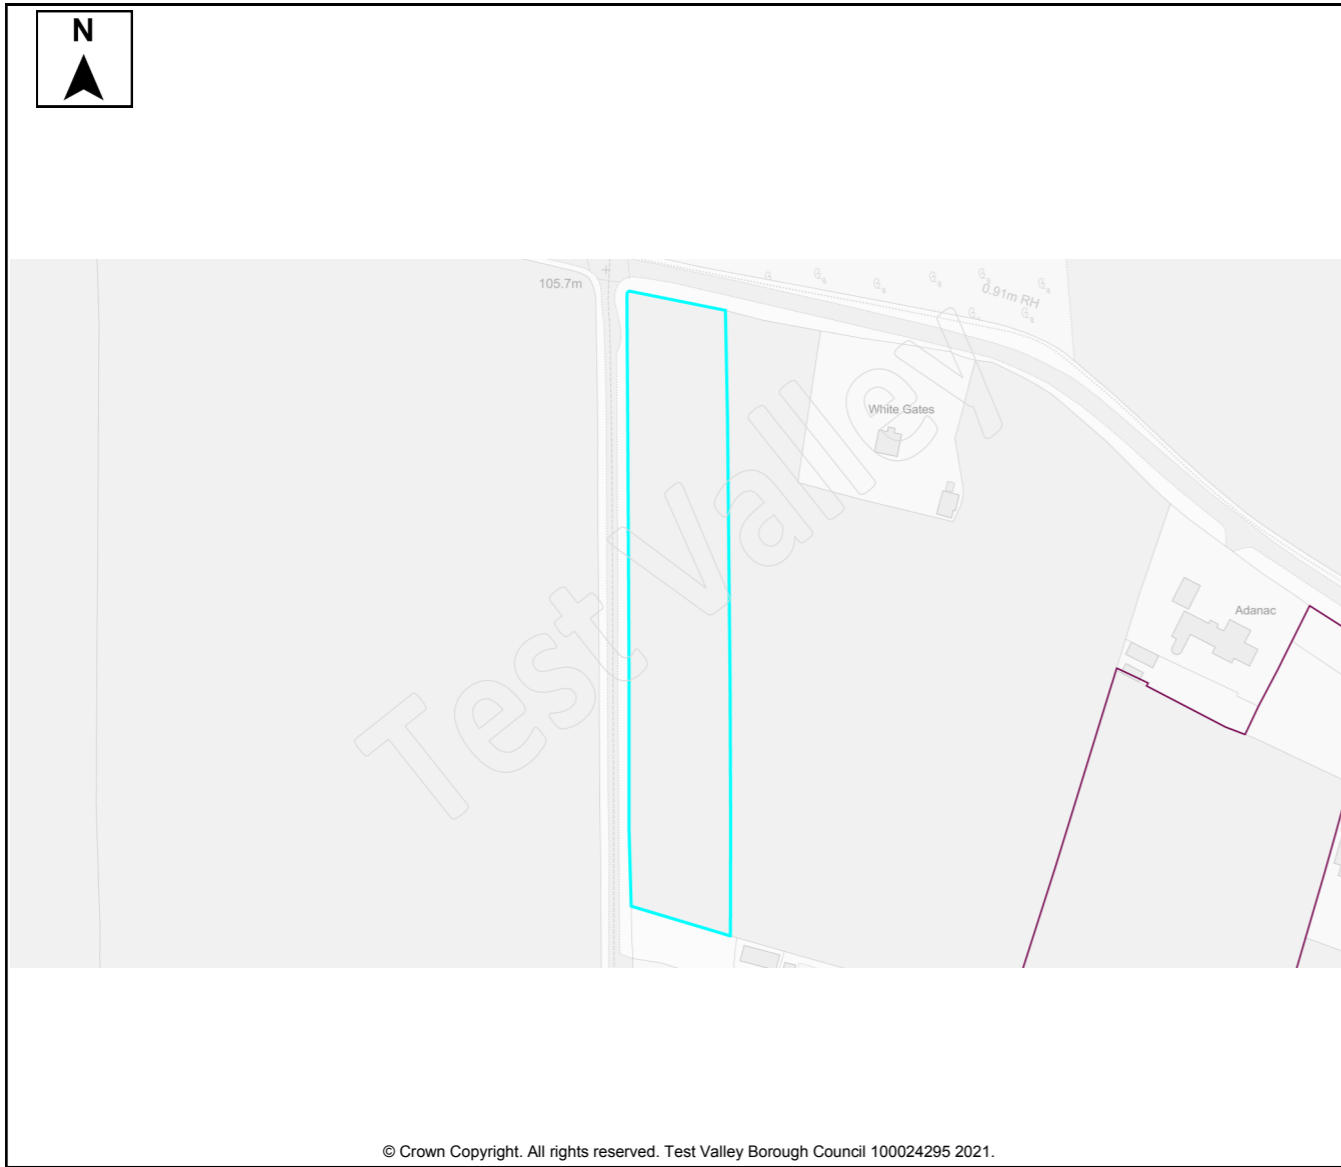 N
105.7m
0.91m RH
White Gates
Test Valley
Adanac
© Crown Copyright. All rights reserved. Test Valley Borough Council 100024295 2021.